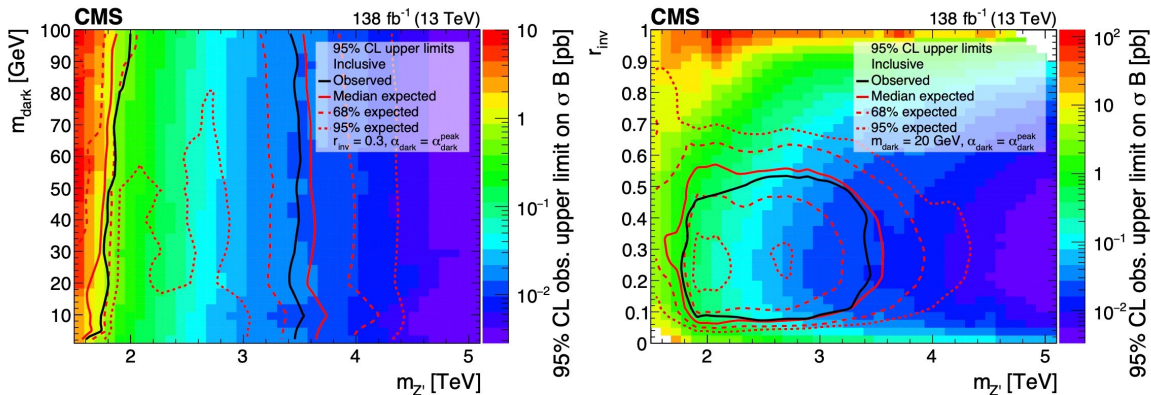 CMS
138 fb⁻¹ (13 TeV)
m_dark [GeV]
100
90
80
70
60
50
40
30
20
10
95% CL upper limits
Inclusive
Observed
Median expected
68% expected
95% expected
r_inv = 0.3, α_dark = α_dark^peak
2
3
4
5
m_Z' [TeV]
10
1
10⁻¹
10⁻²
95% CL obs. upper limit on σ B [pb]
CMS
138 fb⁻¹ (13 TeV)
r_inv
1
0.9
0.8
0.7
0.6
0.5
0.4
0.3
0.2
0.1
0
95% CL upper limits
Inclusive
Observed
Median expected
68% expected
95% expected
m_dark = 20 GeV, α_dark = α_dark^peak
2
3
4
5
m_Z' [TeV]
10²
10
1
10⁻¹
10⁻²
95% CL obs. upper limit on σ B [pb]